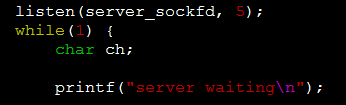 listen(server_sockfd, 5);
while(1) {
    char ch;

    printf("server waiting\n");